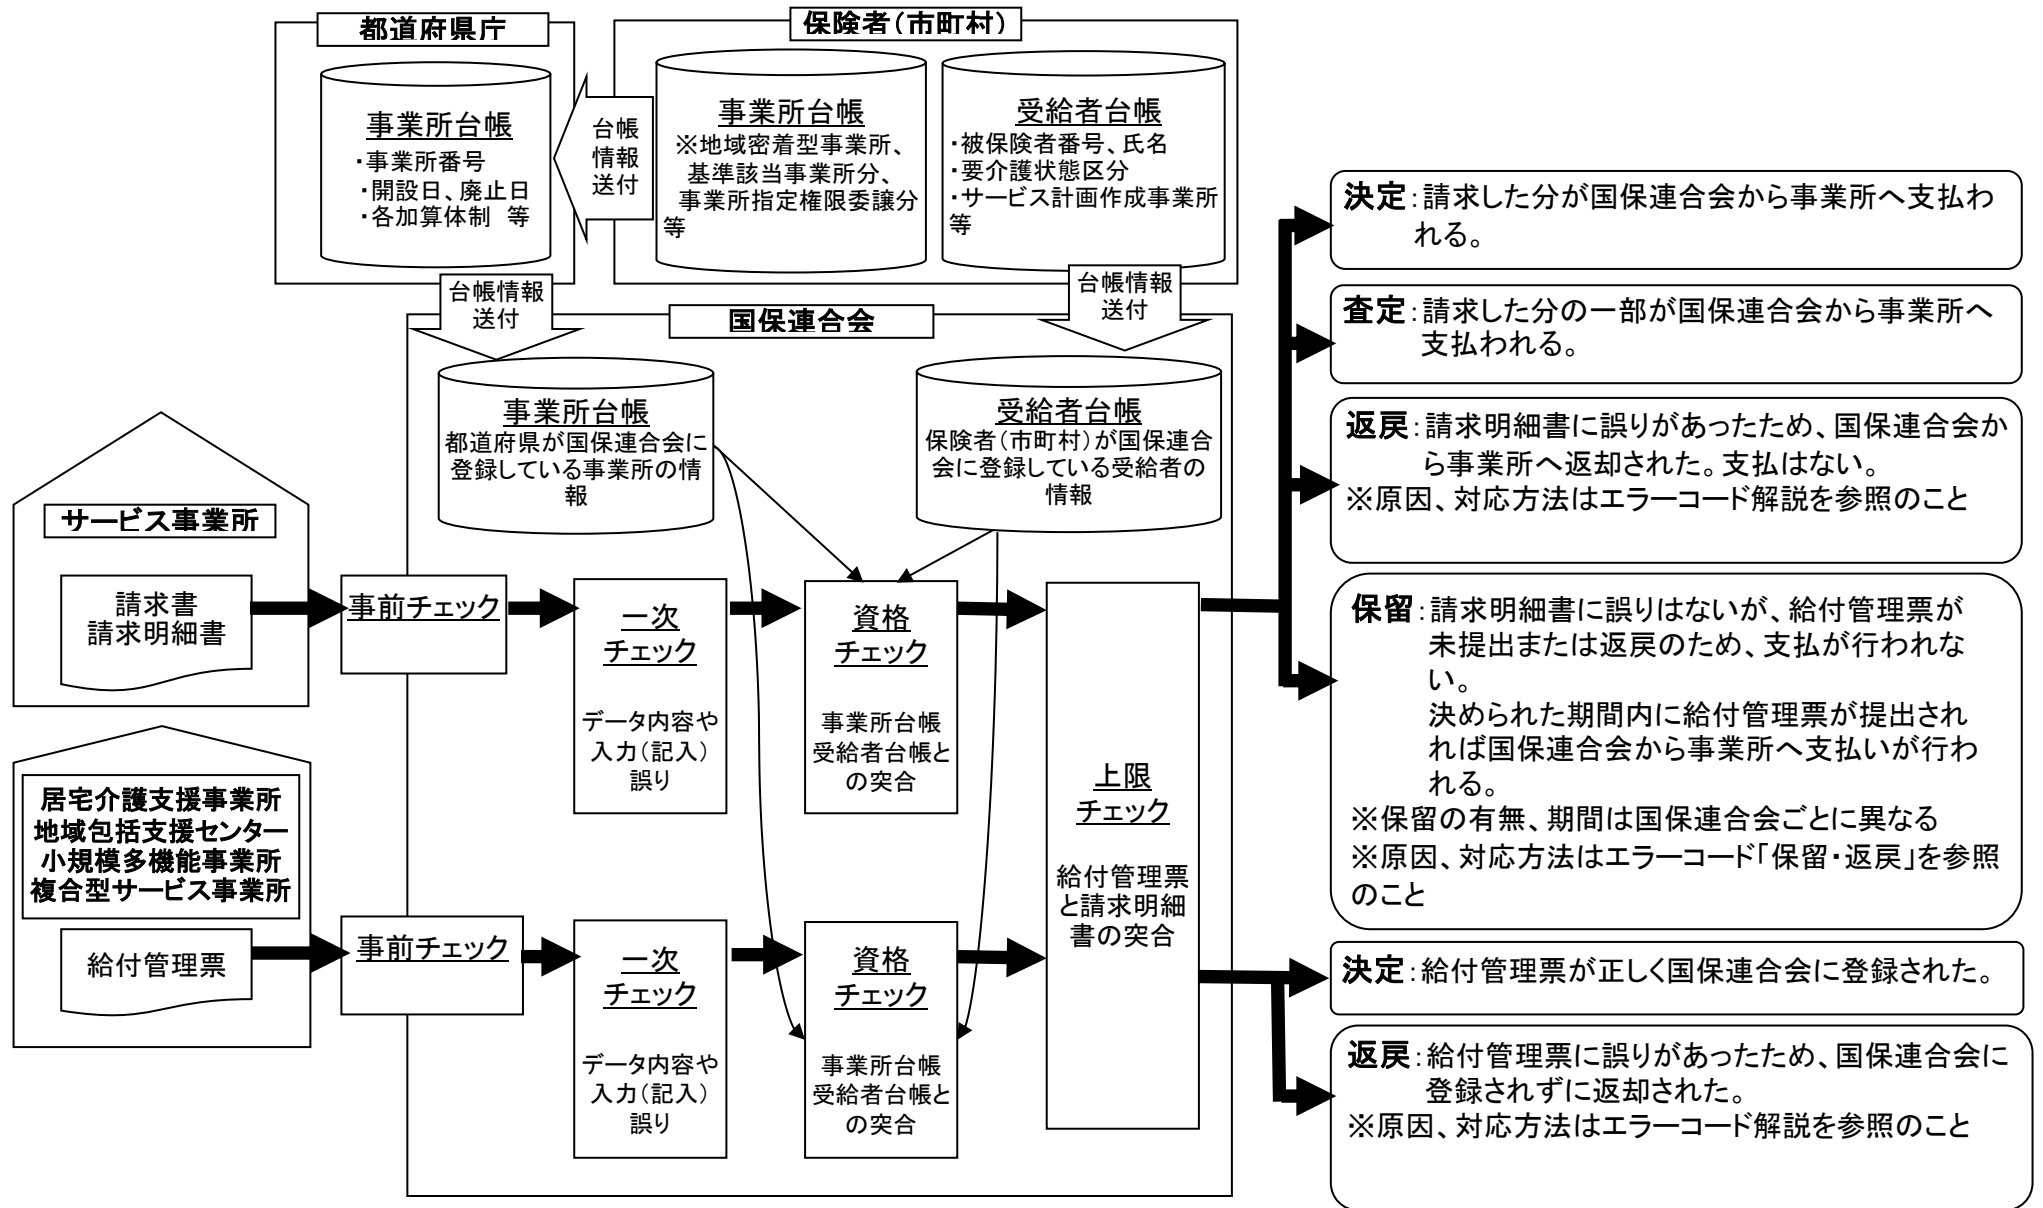 都道府県庁
事業所台帳
・事業所番号
・開設日、廃止日
・各加算体制 等
台帳
情報
送付
保険者(市町村)
事業所台帳
※地域密着型事業所、
基準該当事業所分、
事業所指定権限委譲分
等
受給者台帳
・被保険者番号、氏名
・要介護状態区分
・サービス計画作成事業所
等
台帳情報
送付
台帳情報
送付
国保連合会
事業所台帳
都道府県が国保連合会に
登録している事業所の情
報
受給者台帳
保険者(市町村)が国保連合
会に登録している受給者の
情報
サービス事業所
請求書
請求明細書
事前チェック
一次
チェック
データ内容や
入力(記入)
誤り
資格
チェック
事業所台帳
受給者台帳と
の突合
居宅介護支援事業所
地域包括支援センター
小規模多機能事業所
複合型サービス事業所
給付管理票
事前チェック
一次
チェック
データ内容や
入力(記入)
誤り
資格
チェック
事業所台帳
受給者台帳と
の突合
上限
チェック
給付管理票
と請求明細
書の突合
決定:請求した分が国保連合会から事業所へ支払わ
れる。
査定:請求した分の一部が国保連合会から事業所へ
支払われる。
返戻:請求明細書に誤りがあったため、国保連合会か
ら事業所へ返却された。支払はない。
※原因、対応方法はエラーコード解説を参照のこと
保留:請求明細書に誤りはないが、給付管理票が
未提出または返戻のため、支払が行われな
い。
決められた期間内に給付管理票が提出され
れば国保連合会から事業所へ支払いが行わ
れる。
※保留の有無、期間は国保連合会ごとに異なる
※原因、対応方法はエラーコード「保留・返戻」を参照
のこと
決定:給付管理票が正しく国保連合会に登録された。
返戻:給付管理票に誤りがあったため、国保連合会に
登録されずに返却された。
※原因、対応方法はエラーコード解説を参照のこと